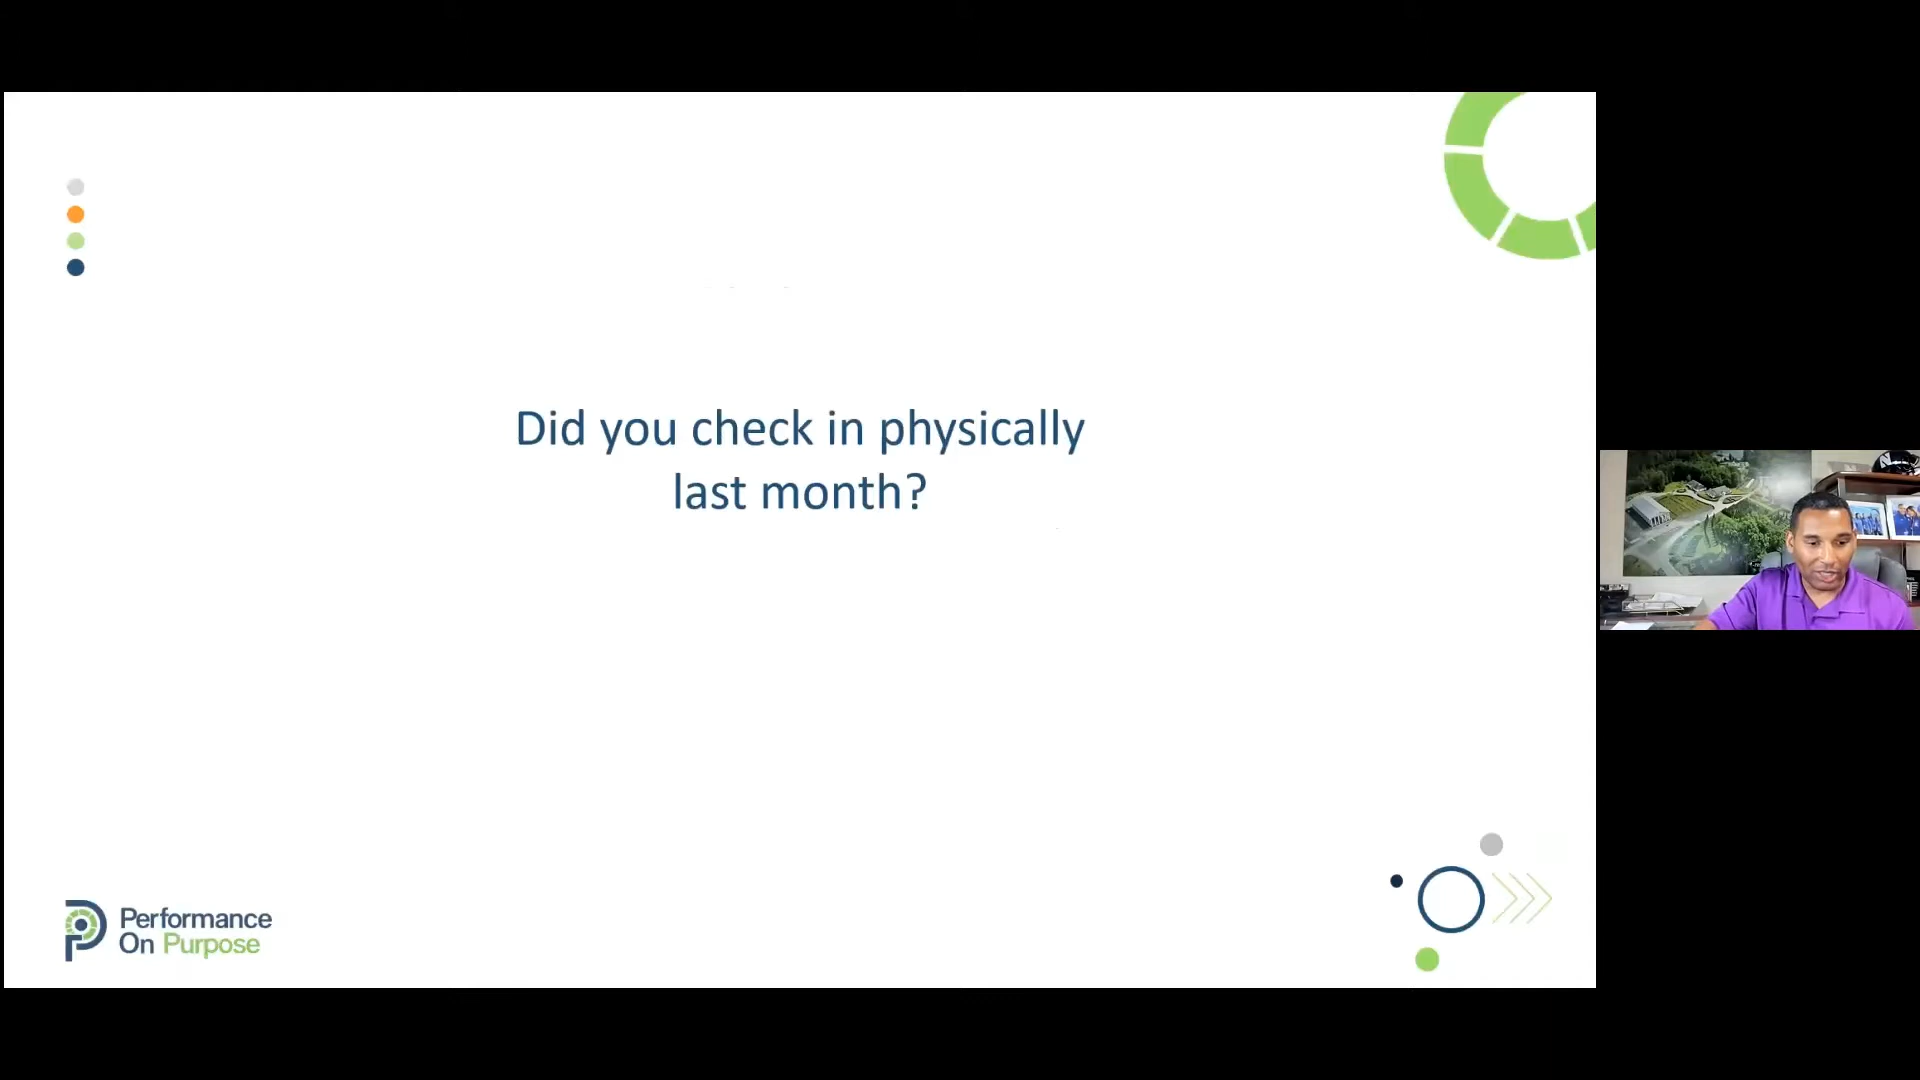 Did you check in physically
last month?
Performance
On Purpose